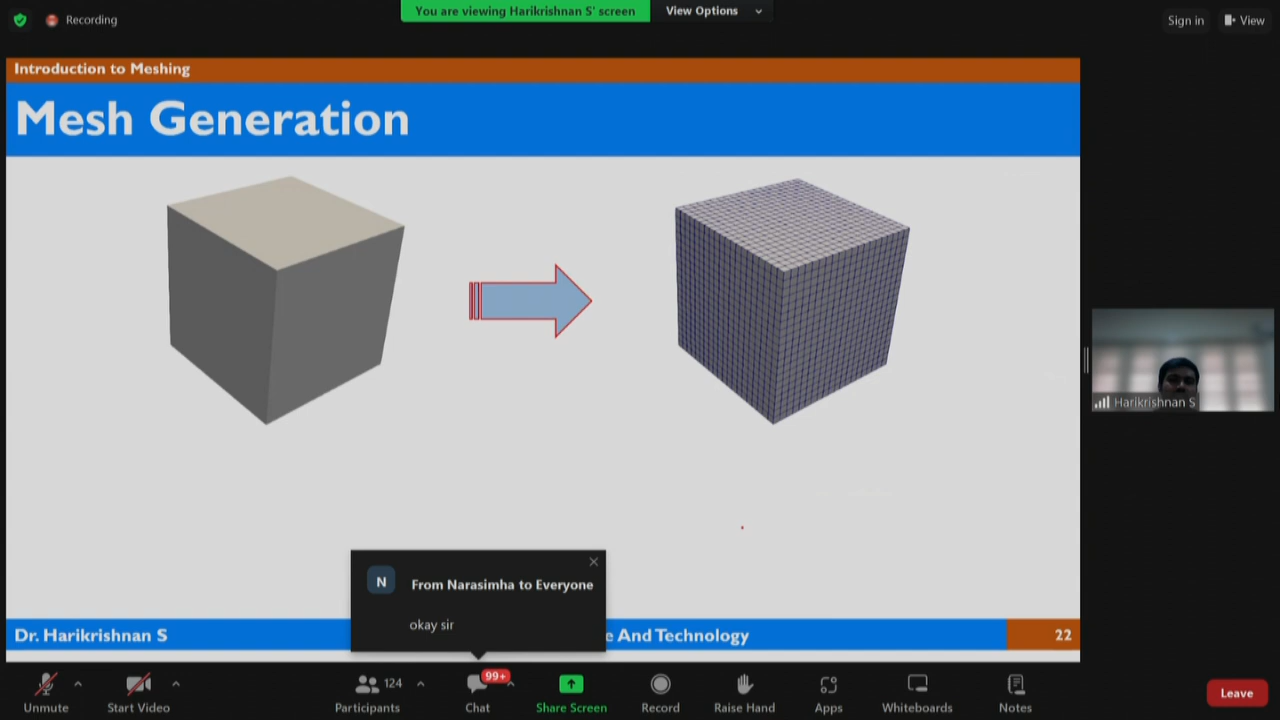 Recording
You are viewing Harikrishnan S' screen
View Options
Sign in
View
Introduction to Meshing
Mesh Generation
Harikrishnan S
N
From Narasimha to Everyone
okay sir
Dr. Harikrishnan S
e And Technology
22
Unmute
Start Video
124
Participants
99+
Chat
Share Screen
Record
Raise Hand
Apps
Whiteboards
Notes
Leave